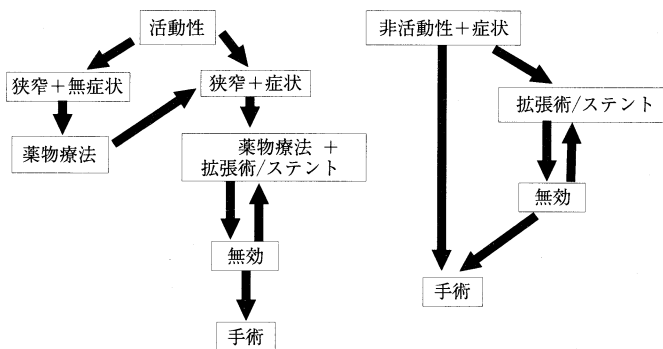 活動性
狭窄+無症状
狭窄+症状
薬物療法
薬物療法 +
拡張術/ステント
無効
手術
非活動性+症状
拡張術/ステント
無効
手術